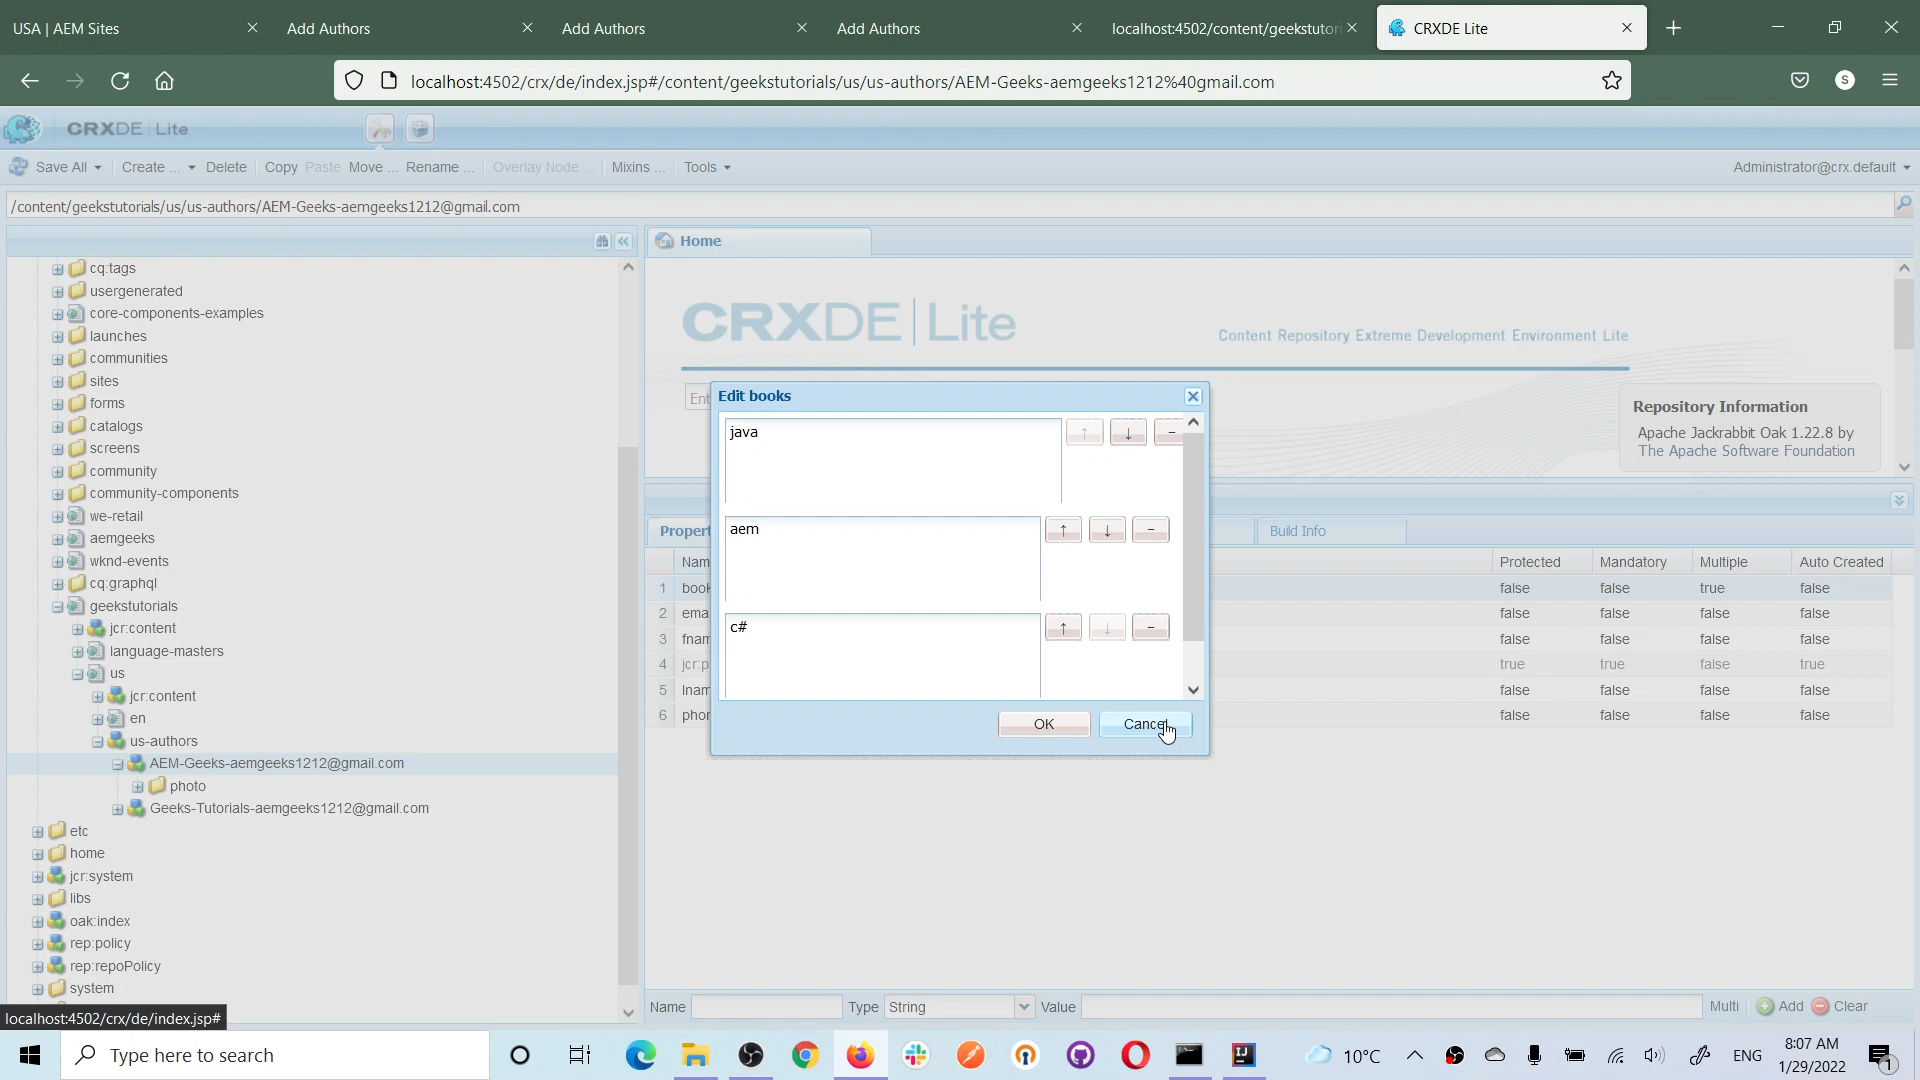 USA | AEM Sites
Add Authors
Add Authors
Add Authors
localhost:4502/content/geekstutori
CRXDE Lite
localhost:4502/crx/de/index.jsp#/content/geekstutorials/us/us-authors/AEM-Geeks-aemgeeks1212%40gmail.com
S
CRXDE | Lite
Save All
Create ...
Delete
Copy
Paste
Move ...
Rename ...
Overlay Node ...
Mixins ...
Tools
Administrator@crx.default
/content/geekstutorials/us/us-authors/AEM-Geeks-aemgeeks1212@gmail.com
cq:tags
usergenerated
core-components-examples
launches
communities
sites
forms
catalogs
screens
community
community-components
we-retail
aemgeeks
wknd-events
cq:graphql
geekstutorials
jcr:content
language-masters
us
jcr:content
en
us-authors
AEM-Geeks-aemgeeks1212@gmail.com
photo
Geeks-Tutorials-aemgeeks1212@gmail.com
etc
home
jcr:system
libs
oak:index
rep:policy
rep:repoPolicy
system
localhost:4502/crx/de/index.jsp#
Home
CRXDE | Lite
Content Repository Extreme Development Environment Lite
Ent
Repository Information
Apache Jackrabbit Oak 1.22.8 by
The Apache Software Foundation
Edit books
java
↑ ↓ -
aem
↑ ↓ -
c#
↑ ↓ -
OK
Cancel
Propert
Build Info
Nam
Protected Mandatory Multiple Auto Created
1 book false false true false
2 ema false false false false
3 fnam false false false false
4 jcr:p true true false true
5 lnam false false false false
6 phor false false false false
Name
Type String
Value
Multi
Add
Clear
Type here to search
10°C
ENG
8:07 AM
1/29/2022
1